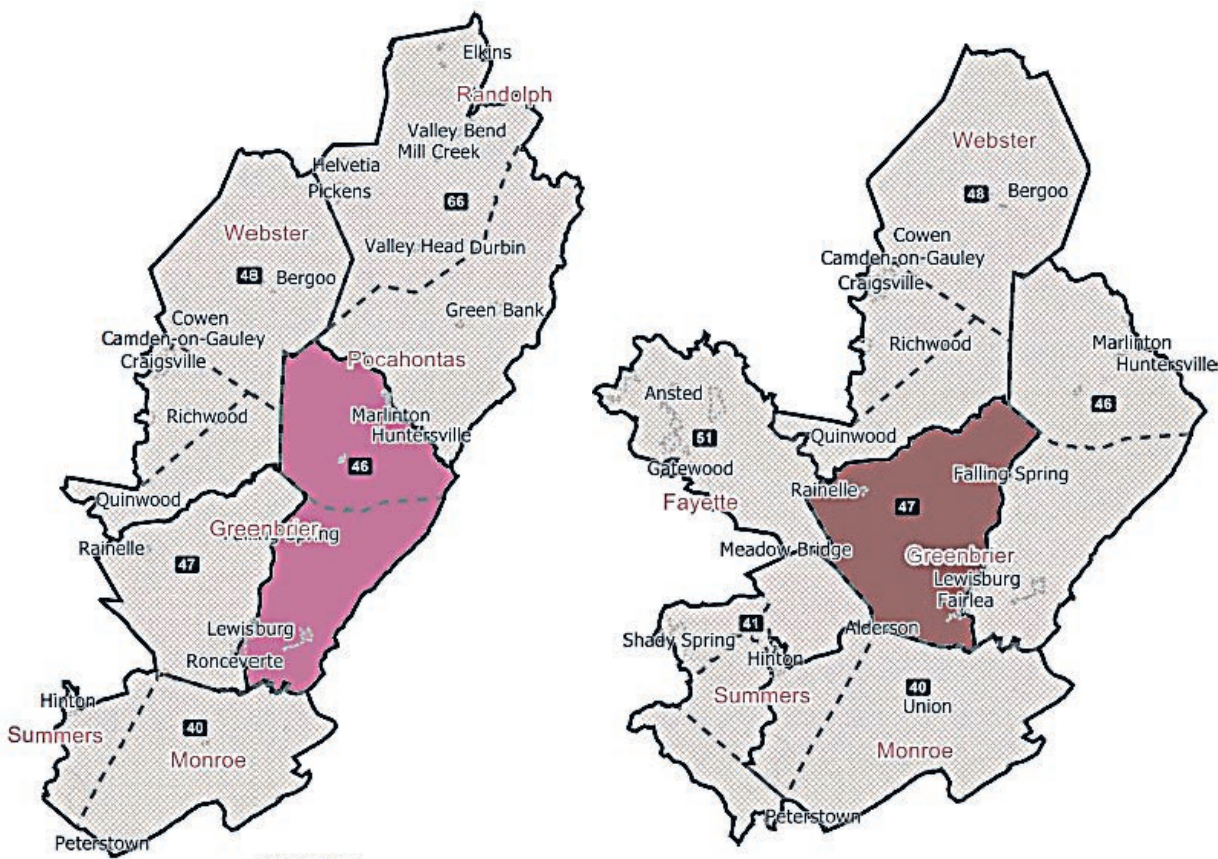 Elkins
Randolph
Valley Bend
Mill Creek
Helvetia
Pickens
66
Webster
Valley Head
Durbin
48
Bergoo
Green Bank
Cowen
Camden-on-Gauley
Craigsville
Pocahontas
Richwood
Marlinton
Huntersville
46
Quinwood
Greenbrier
Spring
Rainelle
47
Lewisburg
Ronceverte
Hinton
Summers
40
Monroe
Peterstown
Webster
48
Bergoo
Cowen
Camden-on-Gauley
Craigsville
Richwood
Marlinton
Huntersville
Ansted
46
51
Quinwood
Gatewood
Falling Spring
Rainelle
47
Fayette
Meadow Bridge
Greenbrier
Lewisburg
Fairlea
41
Alderson
Shady Spring
Hinton
40
Summers
Union
Monroe
Peterstown